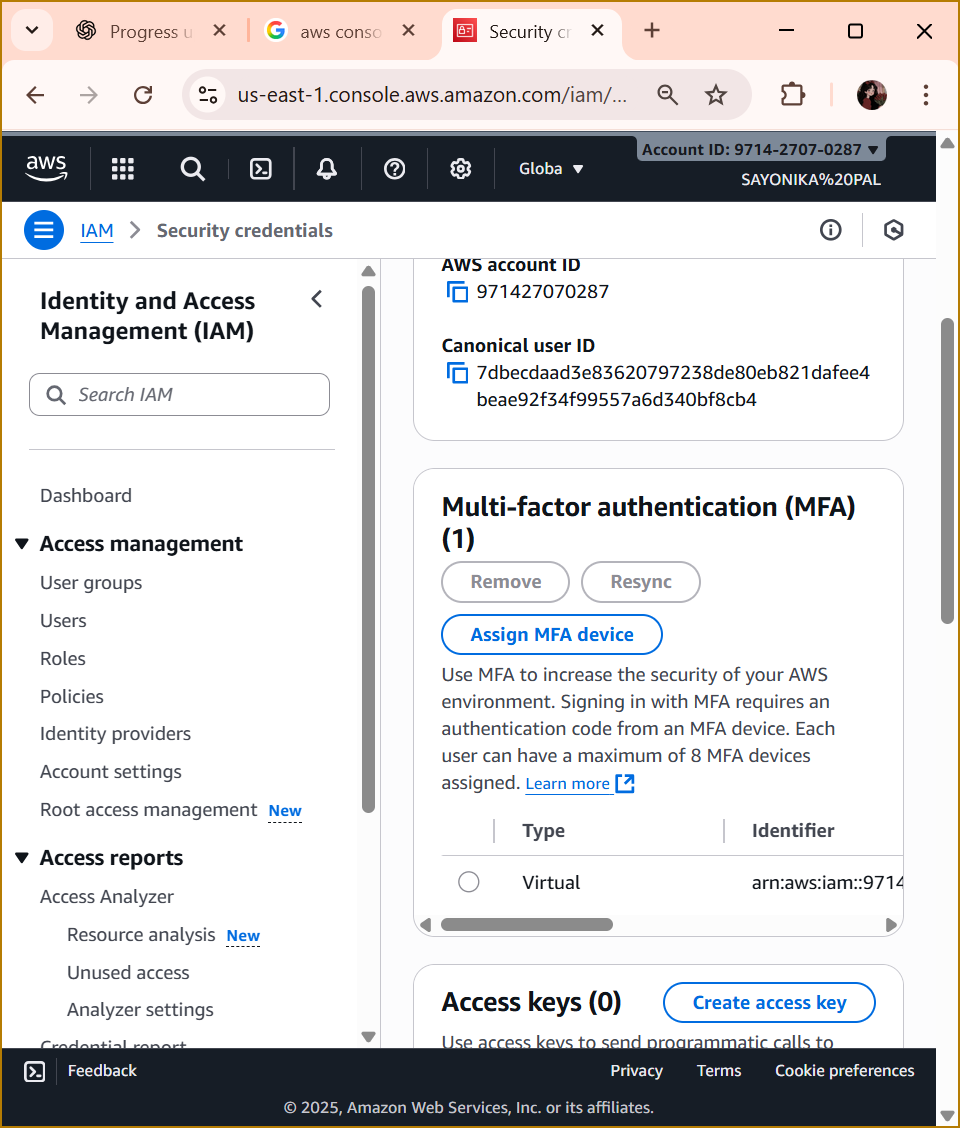 Progress u
aws conso
Security cr
us-east-1.console.aws.amazon.com/iam/...
aws
Globa
Account ID: 9714-2707-0287
SAYONIKA%20PAL
IAM
Security credentials
Identity and Access
Management (IAM)
Search IAM
Dashboard
Access management
User groups
Users
Roles
Policies
Identity providers
Account settings
Root access management New
Access reports
Access Analyzer
Resource analysis New
Unused access
Analyzer settings
Credential report
AWS account ID
971427070287
Canonical user ID
7dbecdaad3e83620797238de80eb821dafee4
beae92f34f99557a6d340bf8cb4
Multi-factor authentication (MFA)
(1)
Remove
Resync
Assign MFA device
Use MFA to increase the security of your AWS
environment. Signing in with MFA requires an
authentication code from an MFA device. Each
user can have a maximum of 8 MFA devices
assigned. Learn more
Type
Identifier
Virtual
arn:aws:iam::9714
Access keys (0)
Create access key
Use access keys to send programmatic calls to
Feedback
Privacy
Terms
Cookie preferences
© 2025, Amazon Web Services, Inc. or its affiliates.